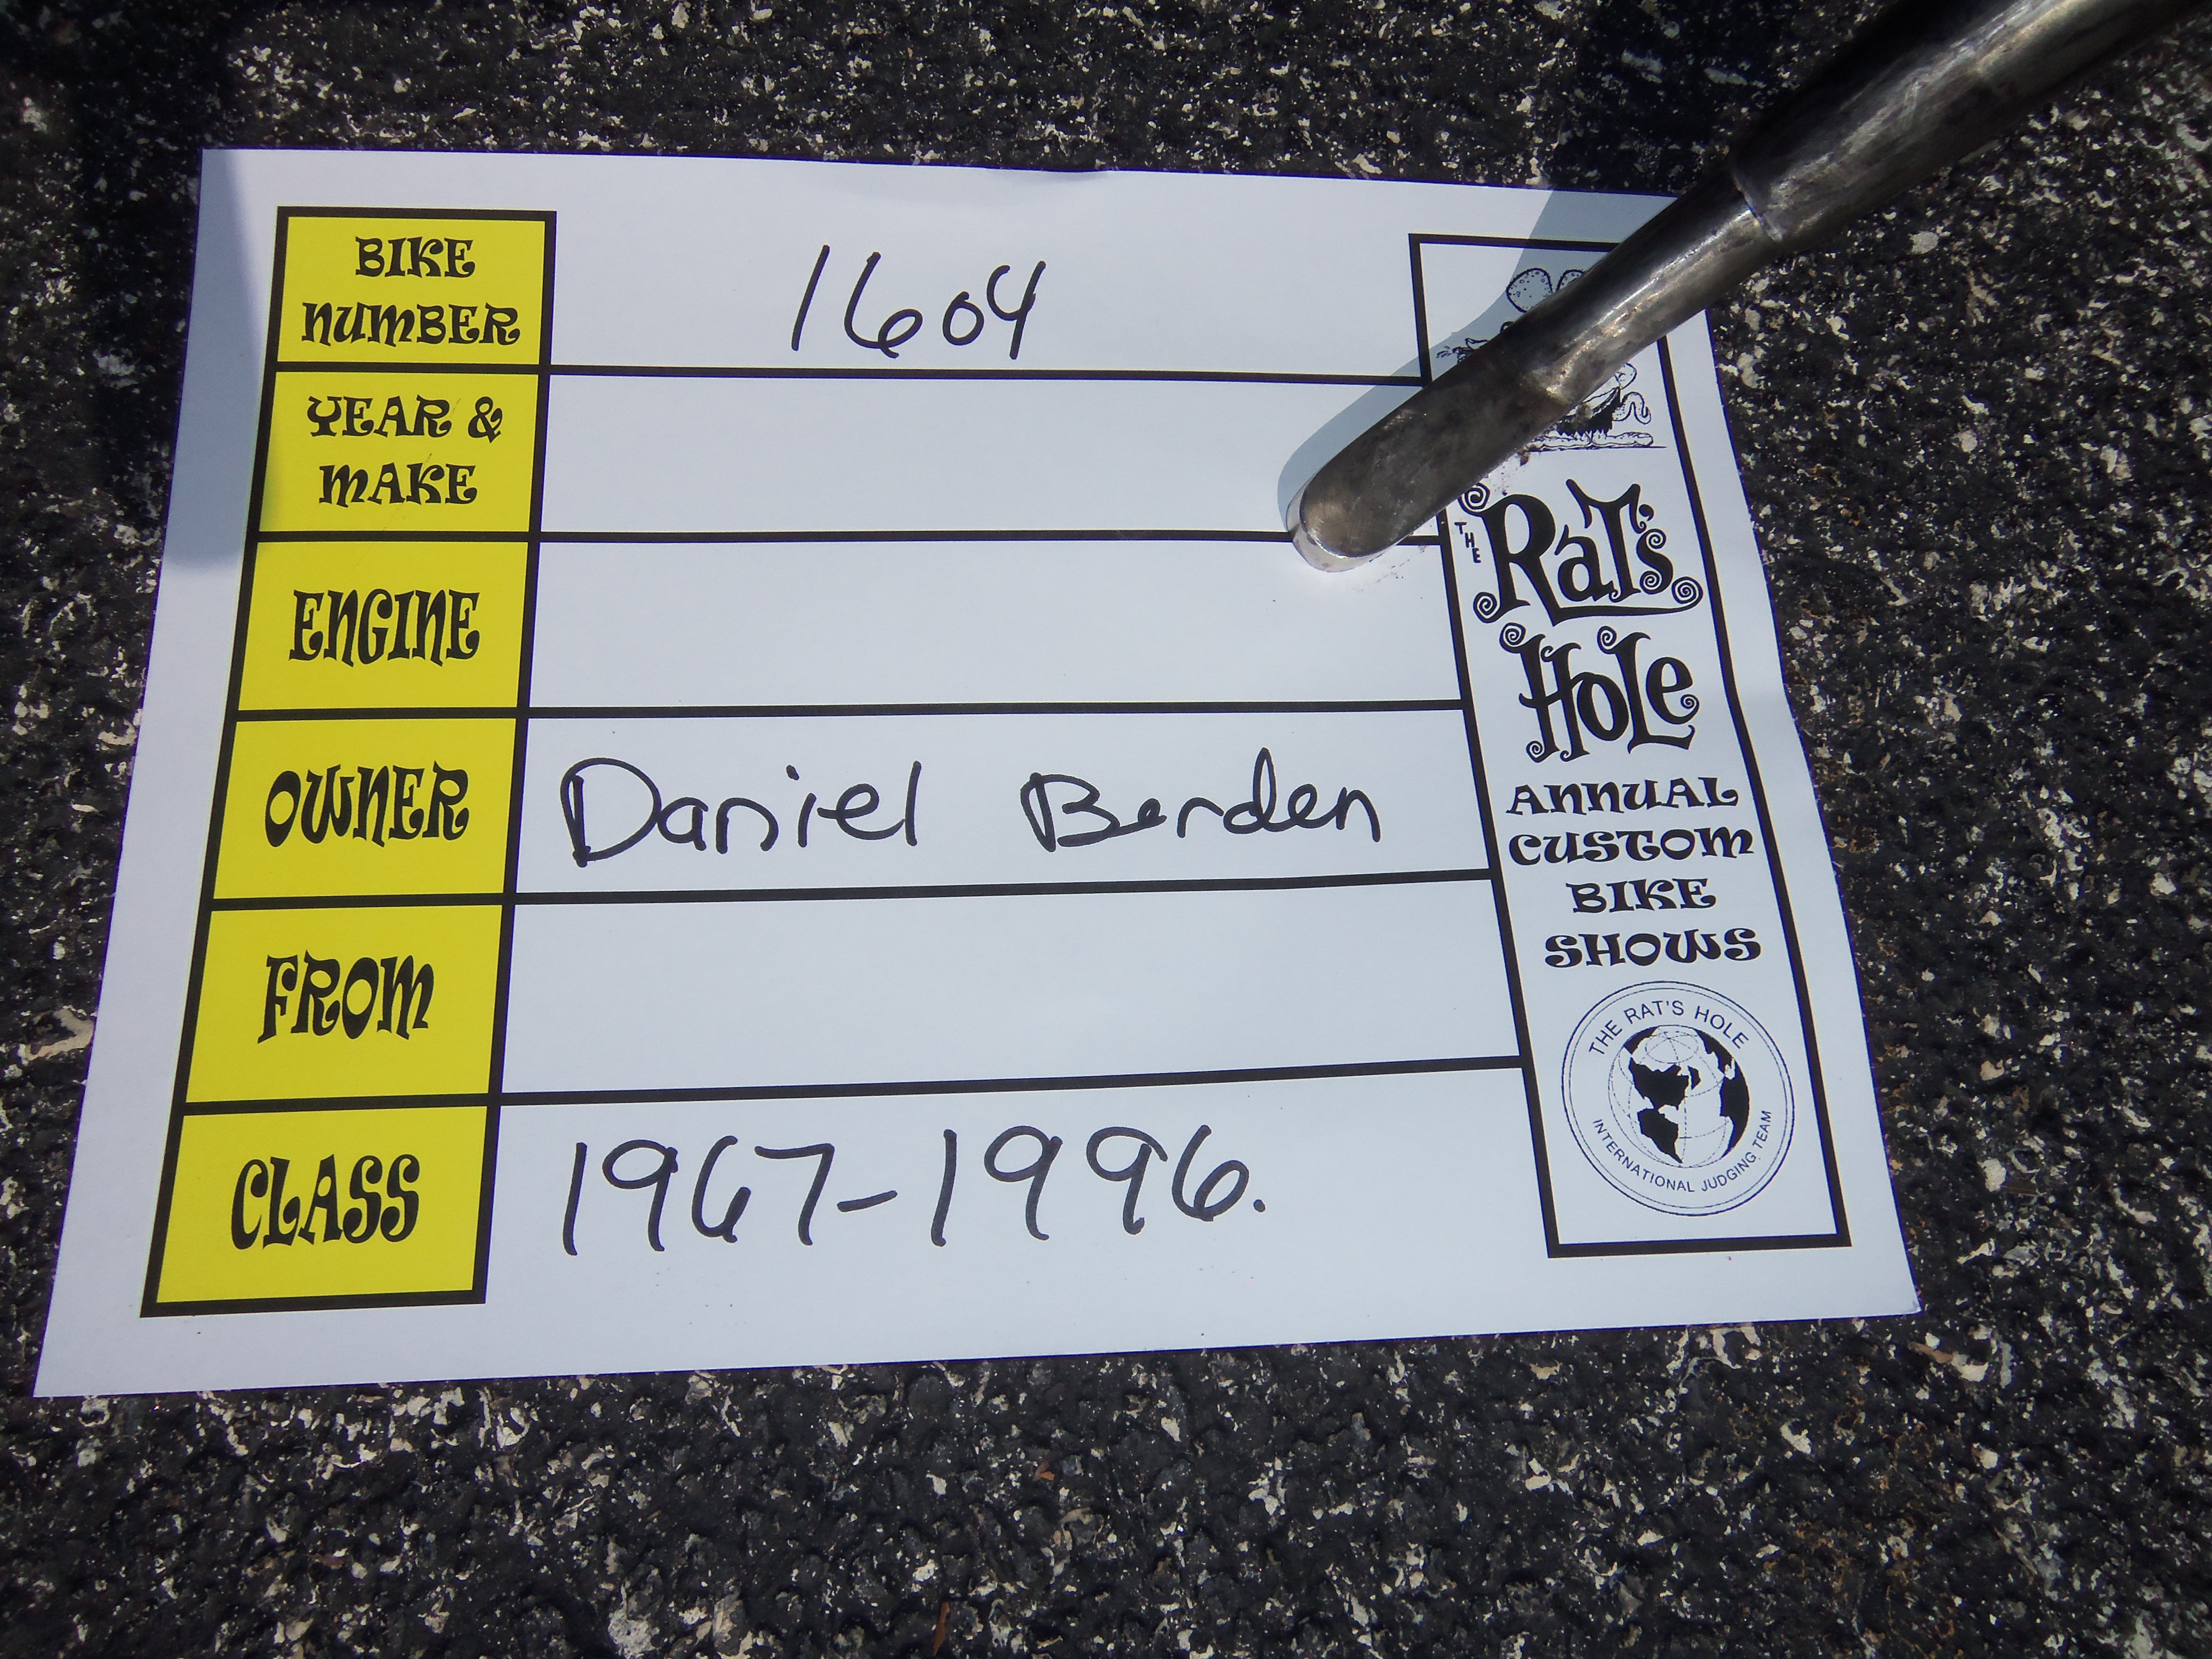 BIKE
NUMBER
1604
YEAR &
MAKE
ENGINE
OWNER
Daniel Berden
FROM
CLASS
1967-1996.
THE
RAT'S
HOLE
ANNUAL
CUSTOM
BIKE
SHOWS
THE RAT'S HOLE
INTERNATIONAL JUDGING TEAM